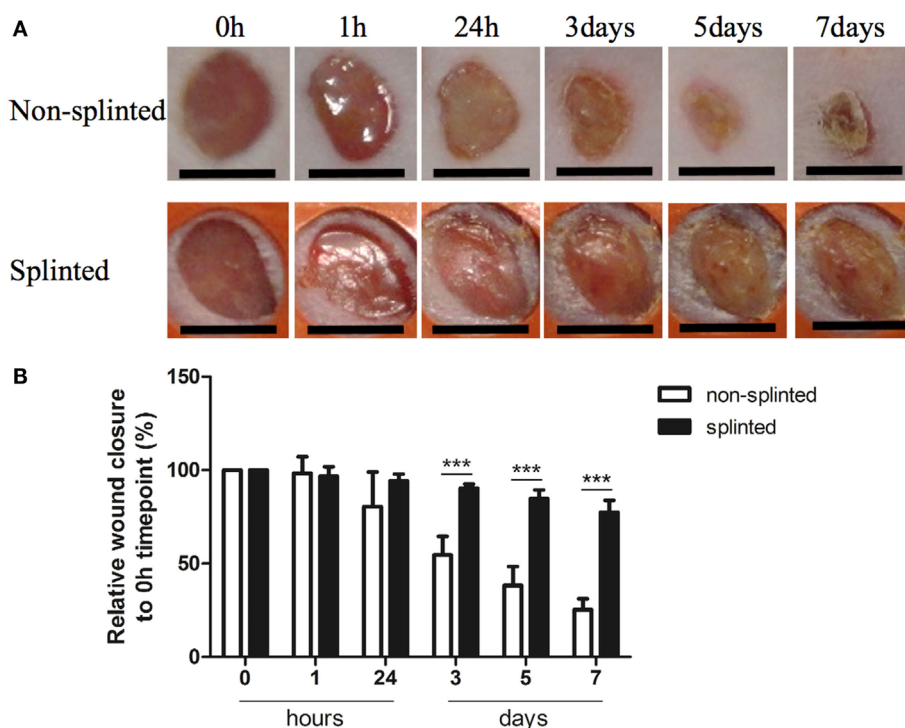 A
0h 1h 24h 3days 5days 7days
Non-splinted
Splinted
B
Relative wound closure
to 0h timepoint (%)
150
100
50
0
non-splinted
splinted
*** *** ***
0 1 24 3 5 7
hours days